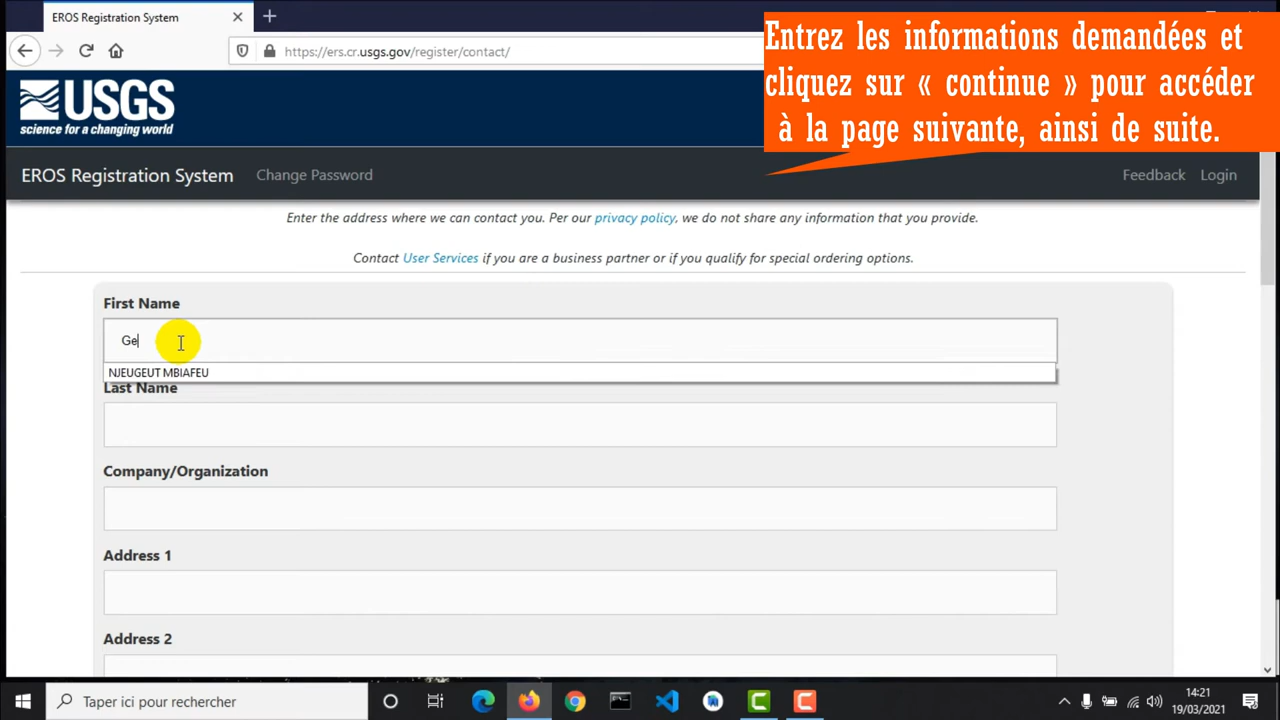 EROS Registration System
https://ers.cr.usgs.gov/register/contact/
Entrez les informations demandées et
cliquez sur « continue » pour accéder
à la page suivante, ainsi de suite.
USGS
science for a changing world
EROS Registration System Change Password Feedback Login
Enter the address where we can contact you. Per our privacy policy, we do not share any information that you provide.
Contact User Services if you are a business partner or if you qualify for special ordering options.
First Name
Ge
NJEUGEUT MBIAFEU
Last Name
Company/Organization
Address 1
Address 2
Taper ici pour rechercher
14:21
19/03/2021